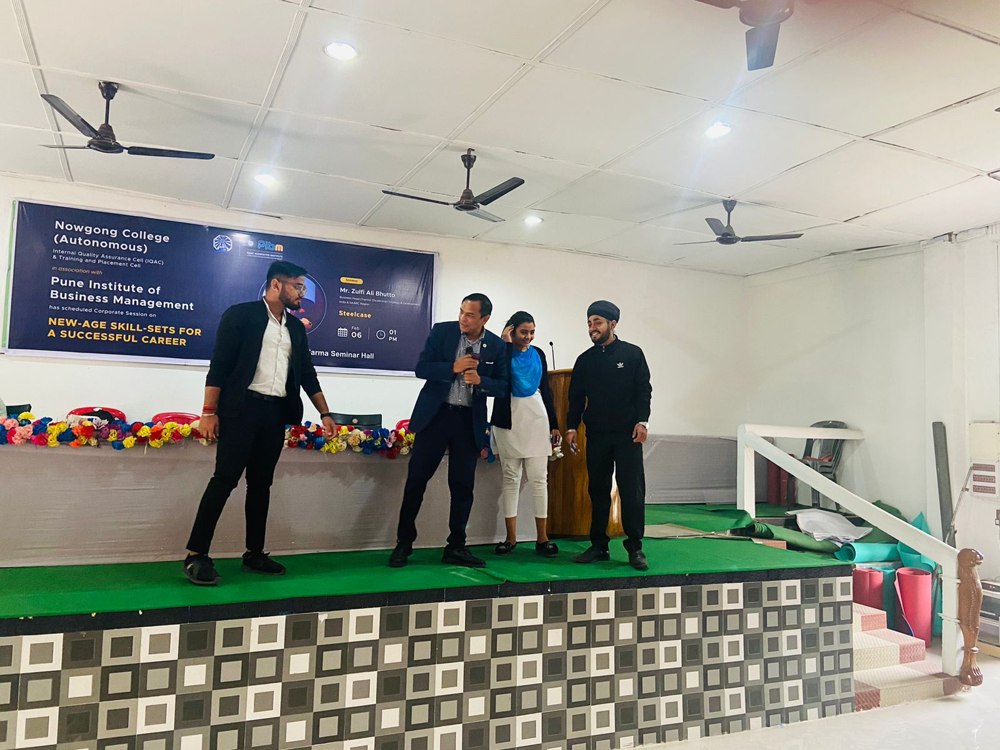 Nowgong College
(Autonomous)
Internal Quality Assurance Cell (IQAC)
& Training and Placement Cell
in association with
Pune Institute of
Business Management
has scheduled Corporate Session on
NEW-AGE SKILL-SETS FOR
A SUCCESSFUL CAREER
pibm
NAAC ACCREDITED INSTITUTE
Speaker
Mr. Zulfi Ali Bhutto
Business Head Channel (Dealership) Strategy & Development
India & SAARC Region
Steelcase
Feb
06
01
PM
arma Seminar Hall